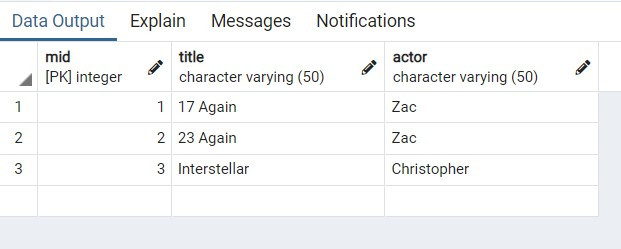 Data Output Explain Messages Notifications
mid title actor
[PK] integer character varying (50) character varying (50)
1 1 17 Again Zac
2 2 23 Again Zac
3 3 Interstellar Christopher